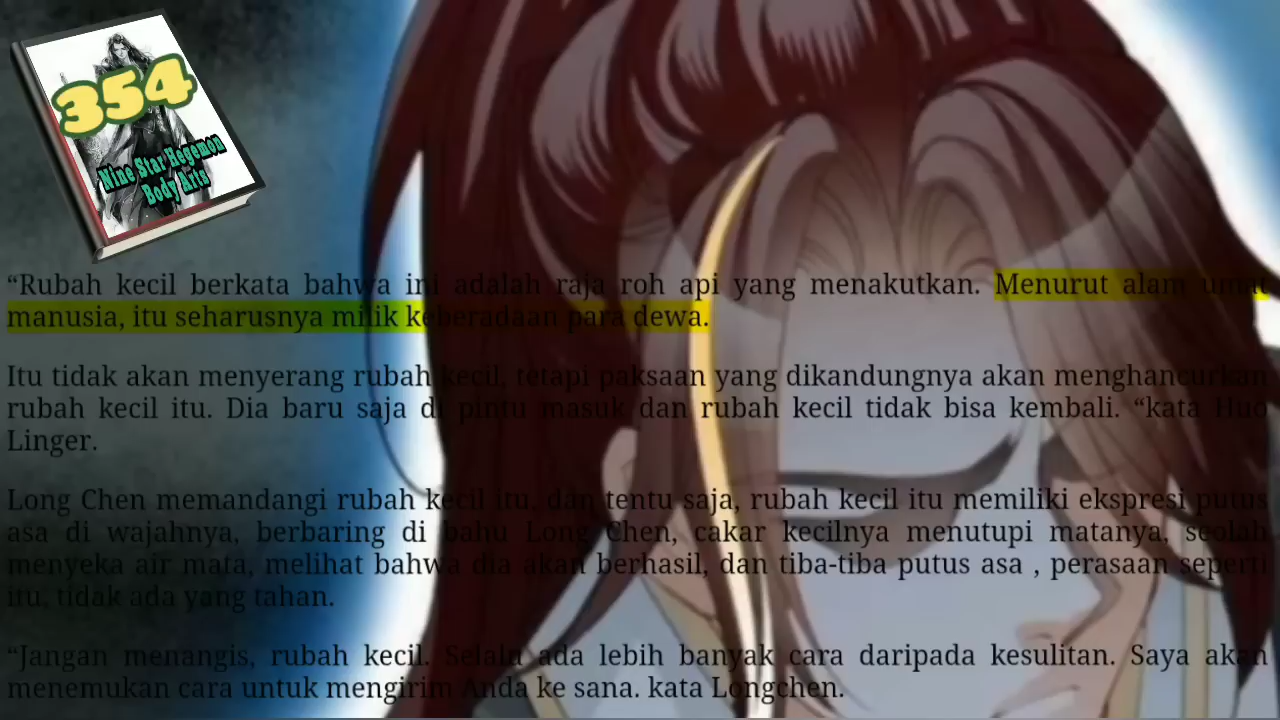 354
Nine Star Hegemon
Body Arts
“Rubah kecil berkata bahwa ini adalah raja roh api yang menakutkan. Menurut alam umat
manusia, itu seharusnya milik keberadaan para dewa.
Itu tidak akan menyerang rubah kecil, tetapi paksaan yang dikandungnya akan menghancurkan
rubah kecil itu. Dia baru saja di pintu masuk dan rubah kecil tidak bisa kembali. “kata Huo
Linger.
Long Chen memandangi rubah kecil itu, dan tentu saja, rubah kecil itu memiliki ekspresi putus
asa di wajahnya, berbaring di bahu Long Chen, cakar kecilnya menutupi matanya, seolah
menyeka air mata, melihat bahwa dia akan berhasil, dan tiba-tiba putus asa , perasaan seperti
itu, tidak ada yang tahan.
“Jangan menangis, rubah kecil. Selalu ada lebih banyak cara daripada kesulitan. Saya akan
menemukan cara untuk mengirim Anda ke sana. kata Longchen.